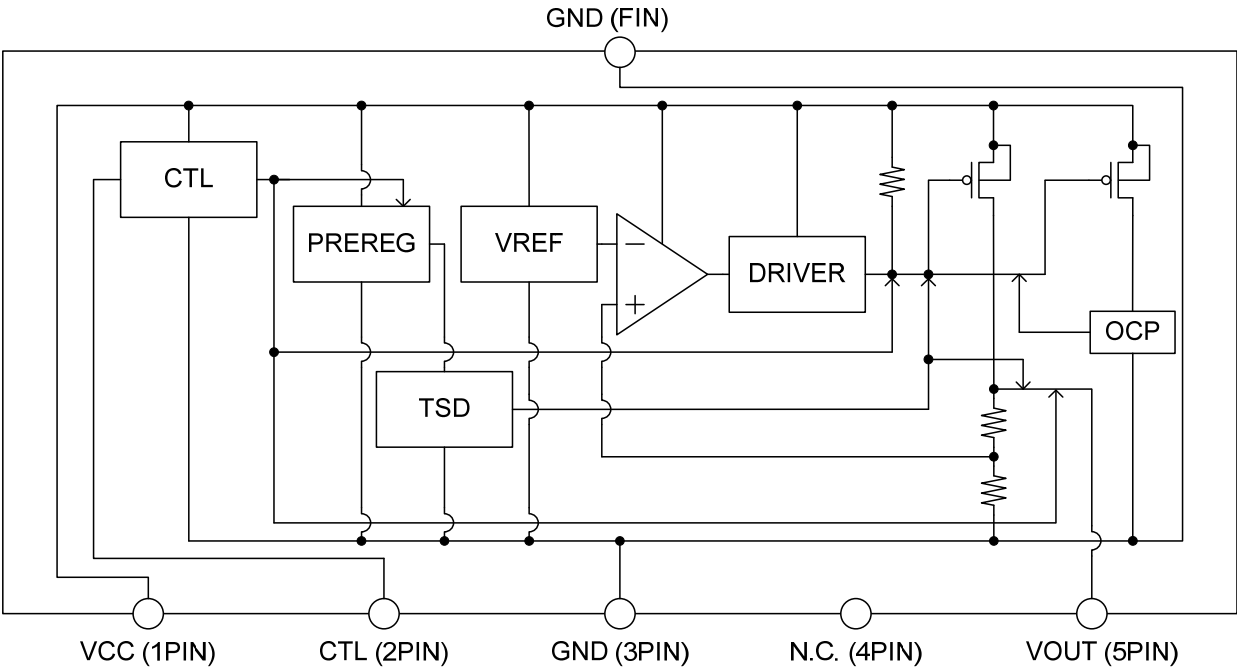 GND (FIN)
CTL
PREREG
VREF
−
+
DRIVER
OCP
TSD
VCC (1PIN)
CTL (2PIN)
GND (3PIN)
N.C. (4PIN)
VOUT (5PIN)